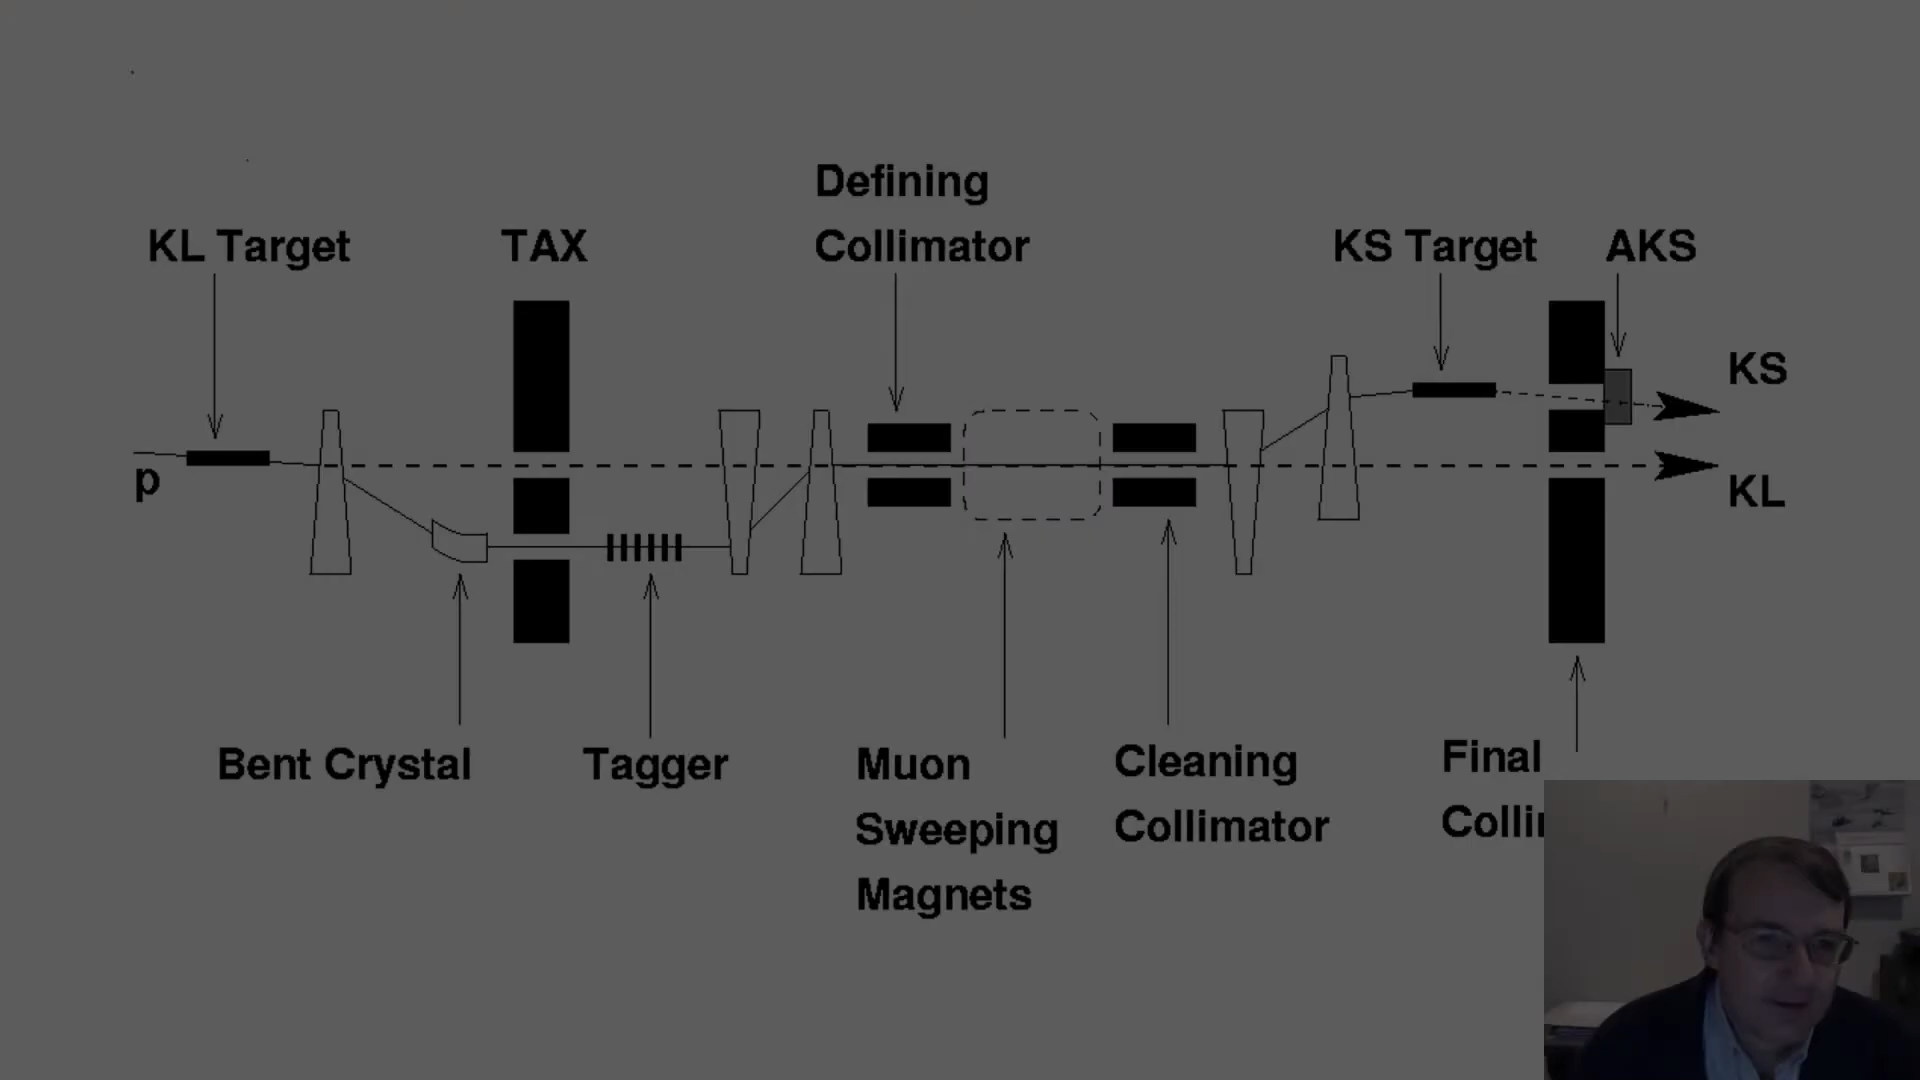 Defining
Collimator
KL Target
TAX
KS Target
AKS
KS
p
KL
Bent Crystal
Tagger
Muon
Sweeping
Magnets
Cleaning
Collimator
Final